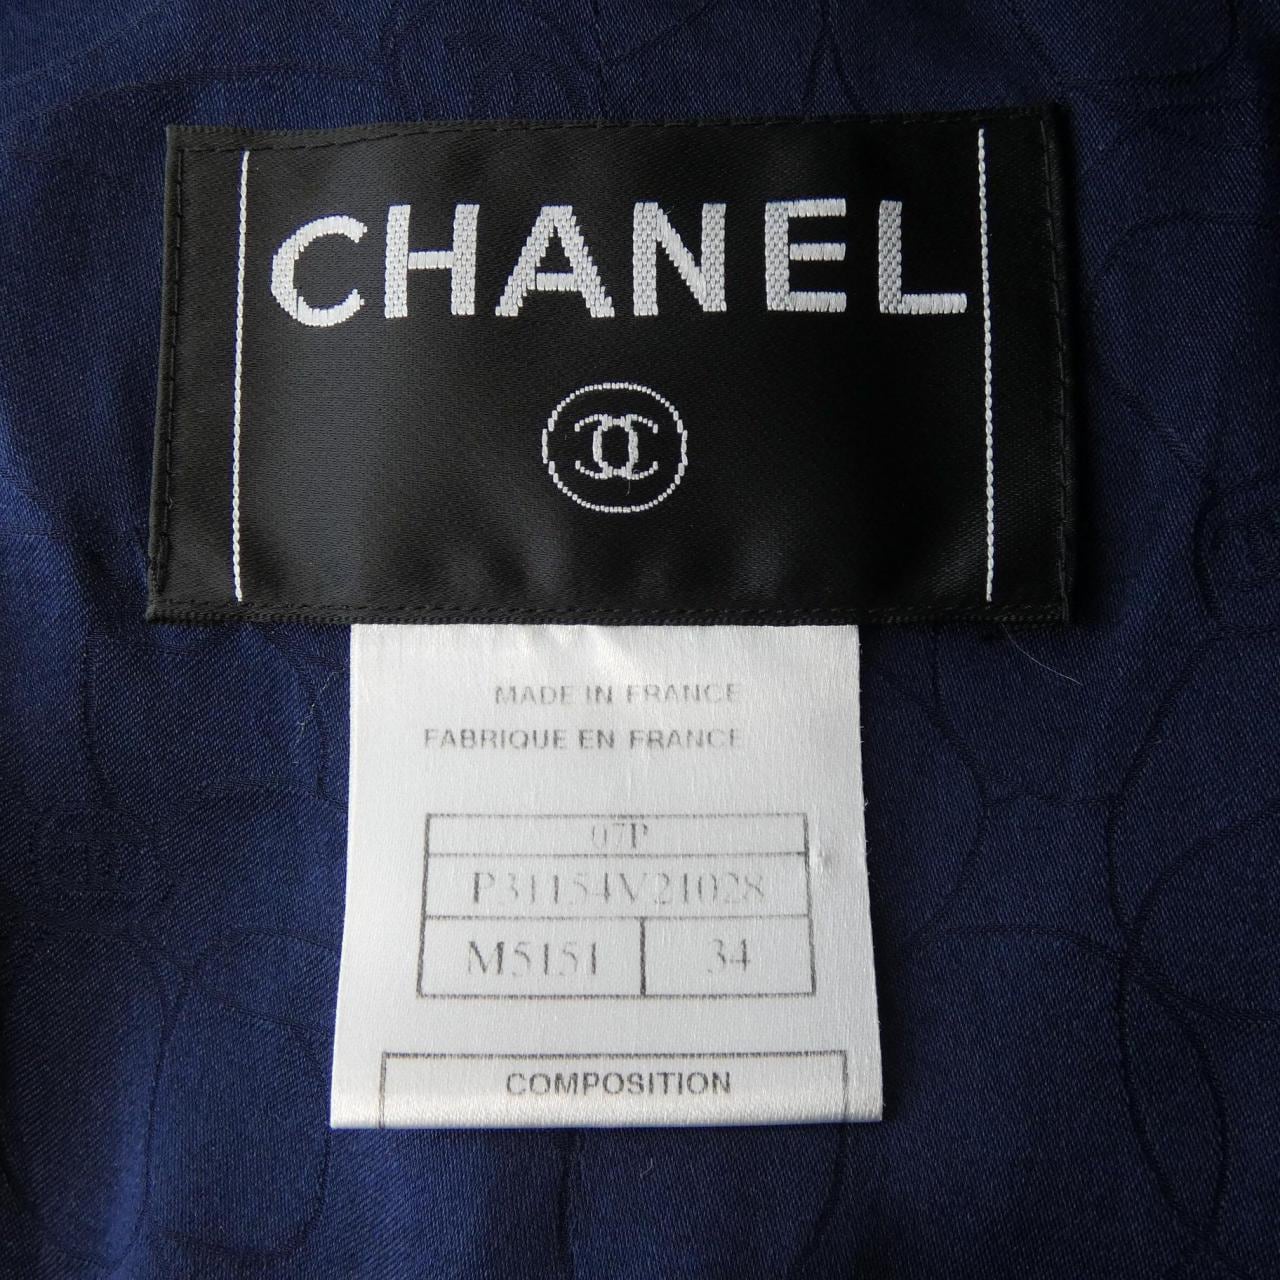 CHANEL
MADE IN FRANCE
FABRIQUE EN FRANCE
07P
P31154V21028
M5151 34
COMPOSITION